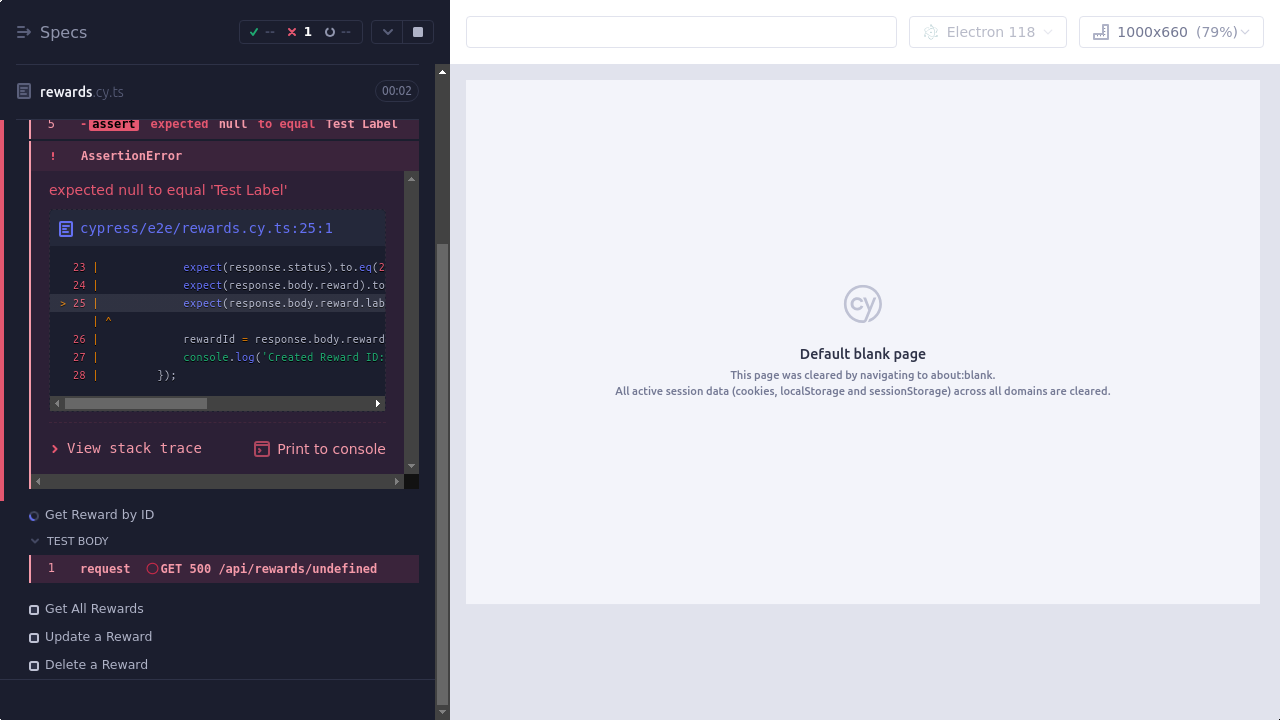 Specs
-- 1 --
Electron 118
1000x660 (79%)
rewards.cy.ts
00:02
5 -assert expected null to equal Test Label
! AssertionError
expected null to equal 'Test Label'
cypress/e2e/rewards.cy.ts:25:1
23 | expect(response.status).to.eq(2
24 | expect(response.body.reward).to
> 25 | expect(response.body.reward.lab
| ^
26 | rewardId = response.body.reward
27 | console.log('Created Reward ID:
28 | });
View stack trace
Print to console
Get Reward by ID
TEST BODY
1 request GET 500 /api/rewards/undefined
Get All Rewards
Update a Reward
Delete a Reward
cy
Default blank page
This page was cleared by navigating to about:blank.
All active session data (cookies, localStorage and sessionStorage) across all domains are cleared.